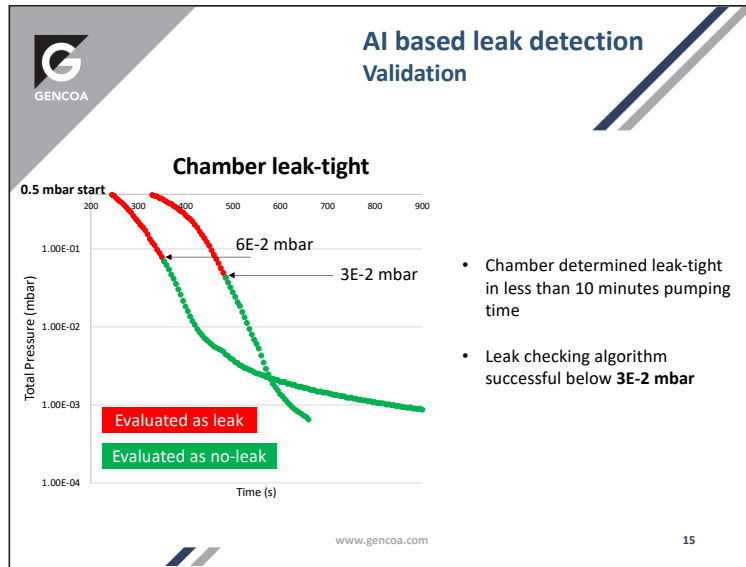 GENCOA
AI based leak detection
Validation
Chamber leak-tight
0.5 mbar start
200 300 400 500 600 700 800 900
1.00E-01
1.00E-02
1.00E-03
1.00E-04
Total Pressure (mbar)
6E-2 mbar
3E-2 mbar
Evaluated as leak
Evaluated as no-leak
Time (s)
• Chamber determined leak-tight
in less than 10 minutes pumping
time
• Leak checking algorithm
successful below 3E-2 mbar
www.gencoa.com
15